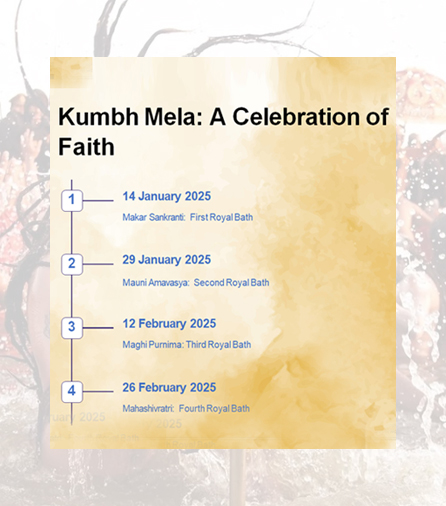 Kumbh Mela: A Celebration of
Faith
1
14 January 2025
Makar Sankranti: First Royal Bath
2
29 January 2025
Mauni Amavasya: Second Royal Bath
3
12 February 2025
Maghi Purnima: Third Royal Bath
4
26 February 2025
Mahashivratri: Fourth Royal Bath
2025
2025